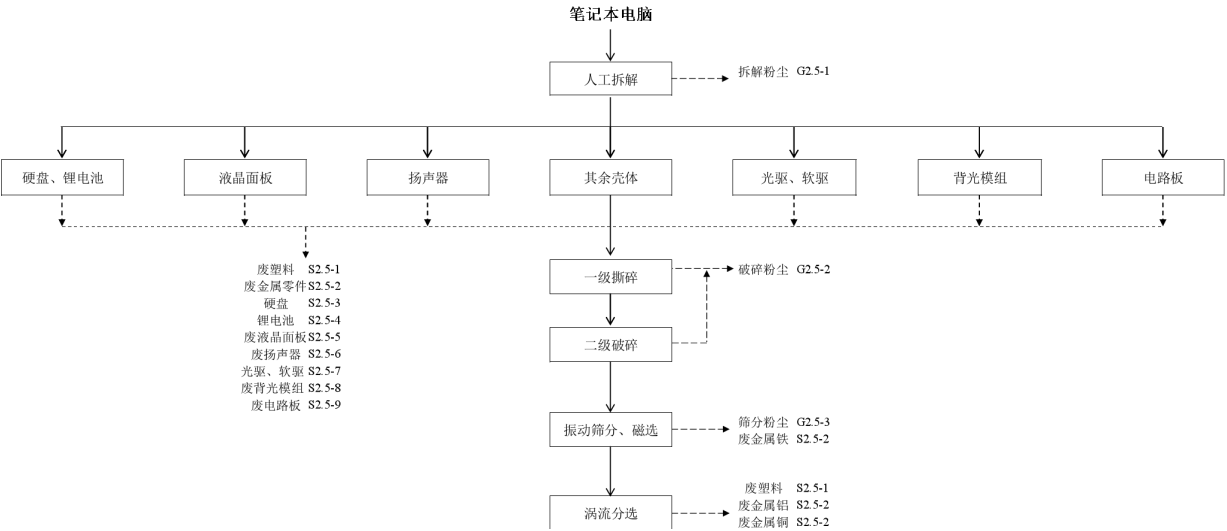 笔记本电脑
人工拆解
拆解粉尘 G2.5-1
硬盘、锂电池
液晶面板
扬声器
其余壳体
光驱、软驱
背光模组
电路板
废塑料 S2.5-1
废金属零件 S2.5-2
硬盘 S2.5-3
锂电池 S2.5-4
废液晶面板 S2.5-5
废扬声器 S2.5-6
光驱、软驱 S2.5-7
废背光模组 S2.5-8
废电路板 S2.5-9
一级撕碎
破碎粉尘 G2.5-2
二级破碎
振动筛分、磁选
筛分粉尘 G2.5-3
废金属铁 S2.5-2
涡流分选
废塑料 S2.5-1
废金属铝 S2.5-2
废金属铜 S2.5-2